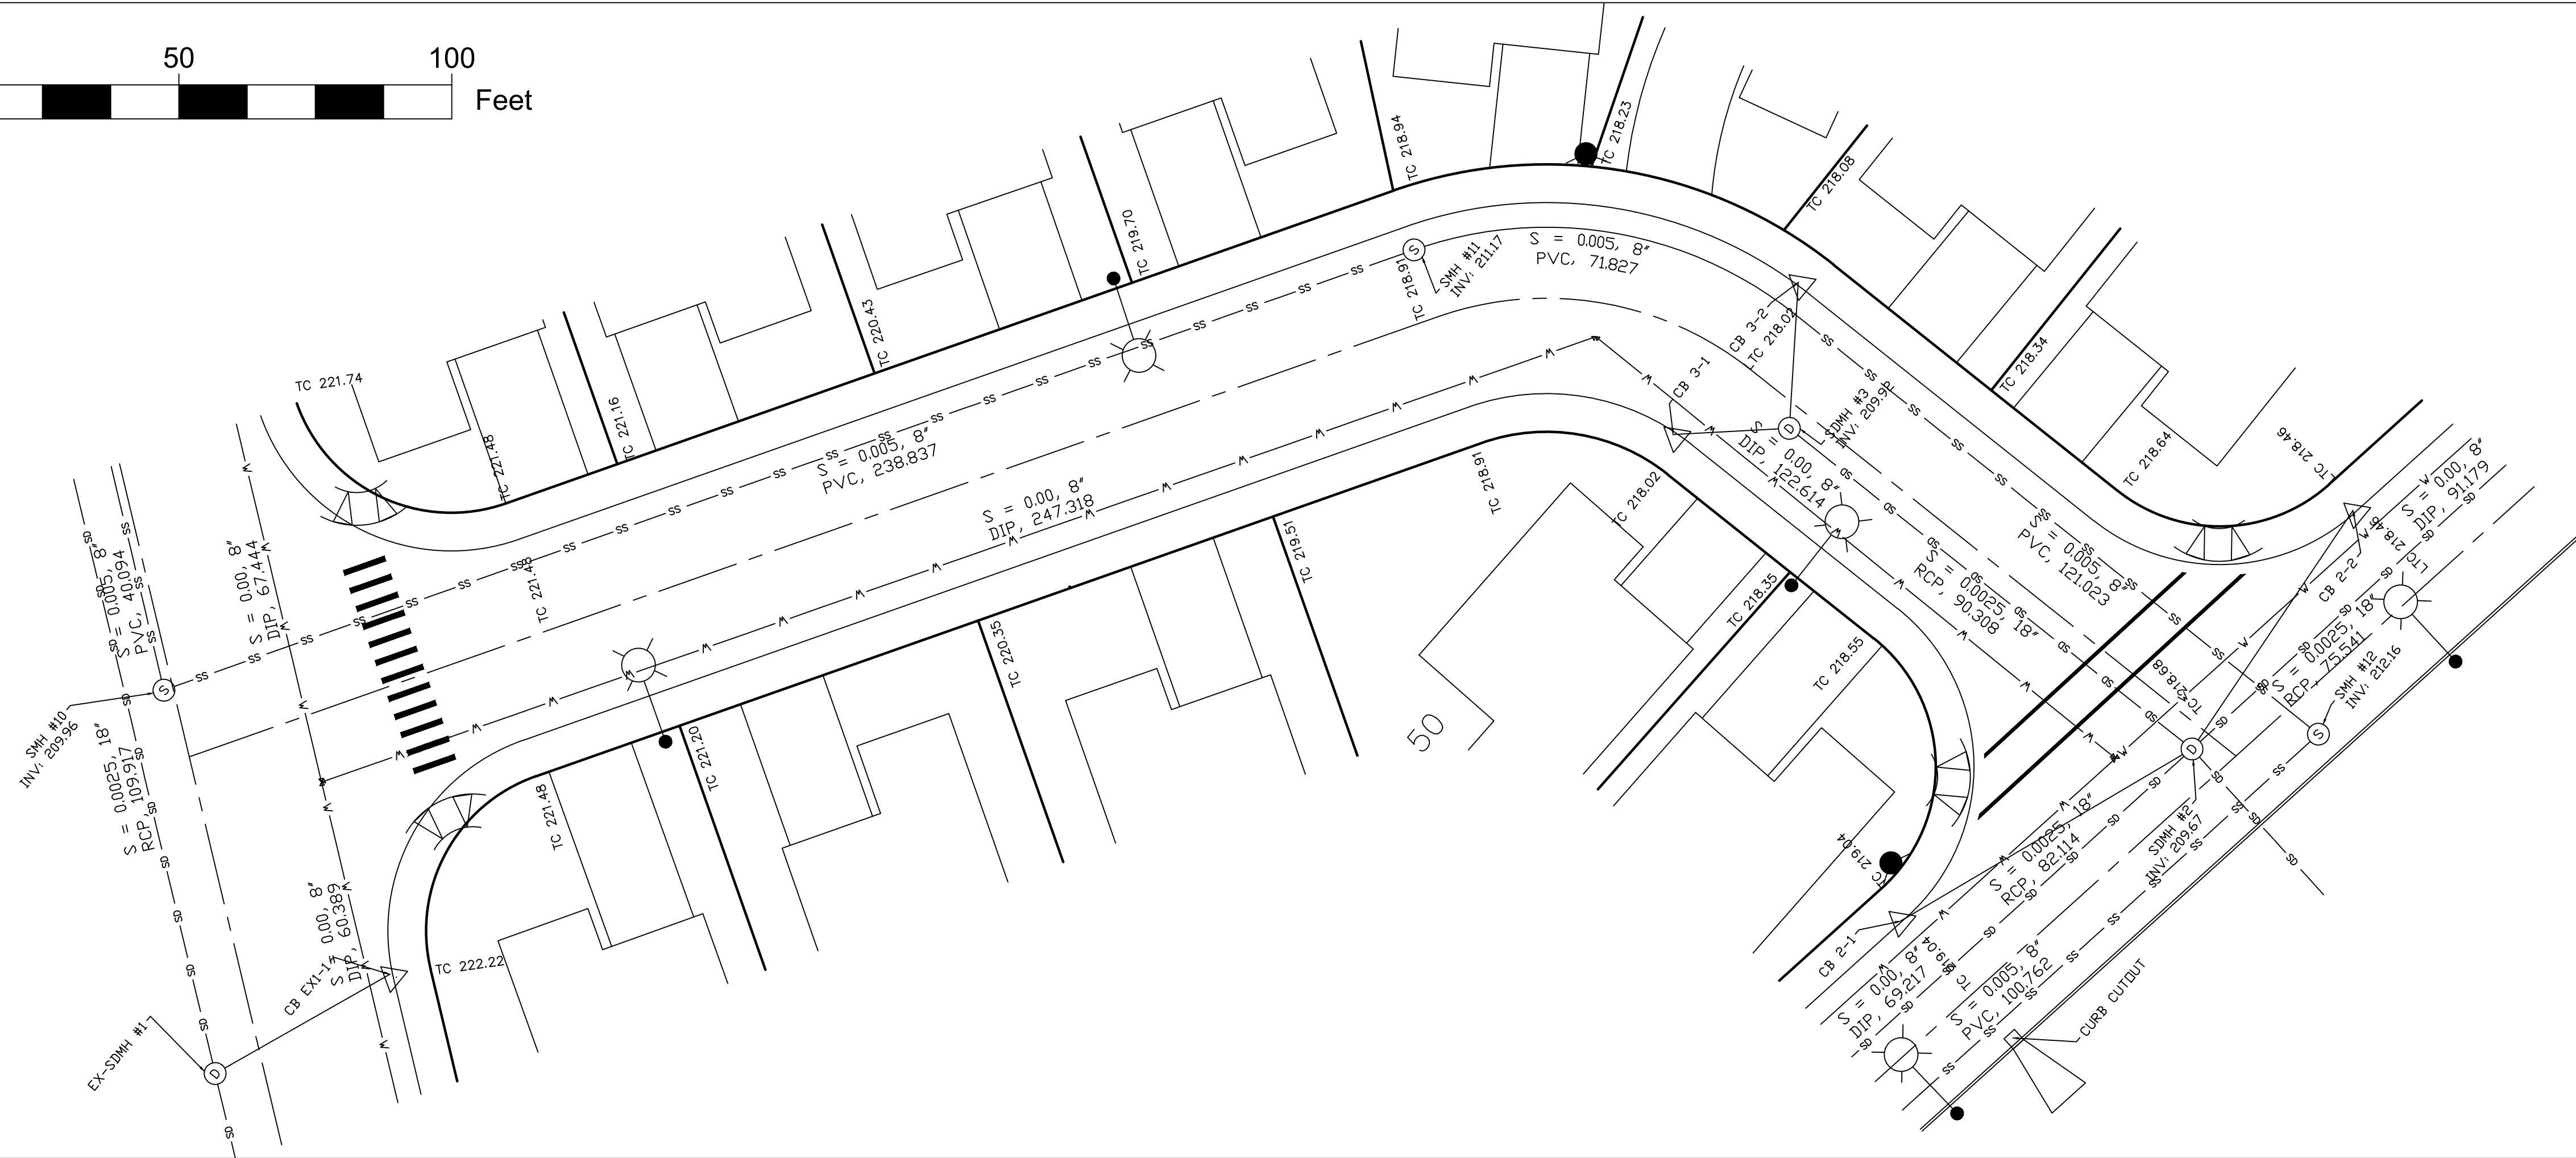 50
100
Feet
TC 221.74
TC 221.48
TC 221.16
TC 220.43
TC 219.70
TC 218.94
TC 218.23
TC 218.08
TC 218.34
TC 218.64
TC 218.46
SMH #11
INV: 211.17
TC 218.91
S = 0.005, 8"
PVC, 71.827
CB 3-2
TC 218.02
CB 3-1
SDMH #3
S = 0.00, 8"
DIP, 122.614
S = 0.005, 8"
PVC, 238.837
S = 0.00, 8"
DIP, 247.318
TC 221.48
TC 218.91
TC 218.02
TC 219.51
TC 218.35
TC 218.55
TC 220.35
TC 221.20
TC 221.48
50
S = 0.0025, 18"
RCP, 90.308
S = 0.005, 8"
PVC, 121.023
S = 0.00, 8"
DIP, 91.179
TC 218.46
CB 2-2
S = 0.0025, 18"
RCP, 75.541
SMH #12
INV: 212.16
TC 218.68
SDMH #2
INV: 209.67
S = 0.0025, 18"
RCP, 82.114
TC 219.04
CB 2-1
TC 219.04
S = 0.00, 8"
DIP, 69.217
S = 0.005, 8"
PVC, 100.762
CURB CUTOUT
S = 0.005, 8"
PVC, 40.094
S = 0.00, 8"
DIP, 67.444
SMH #10
INV: 209.96
S = 0.0025, 18"
RCP, 109.917
S = 0.00, 8"
DIP, 60.389
CB EX1-1
TC 222.22
EX-SDMH #1